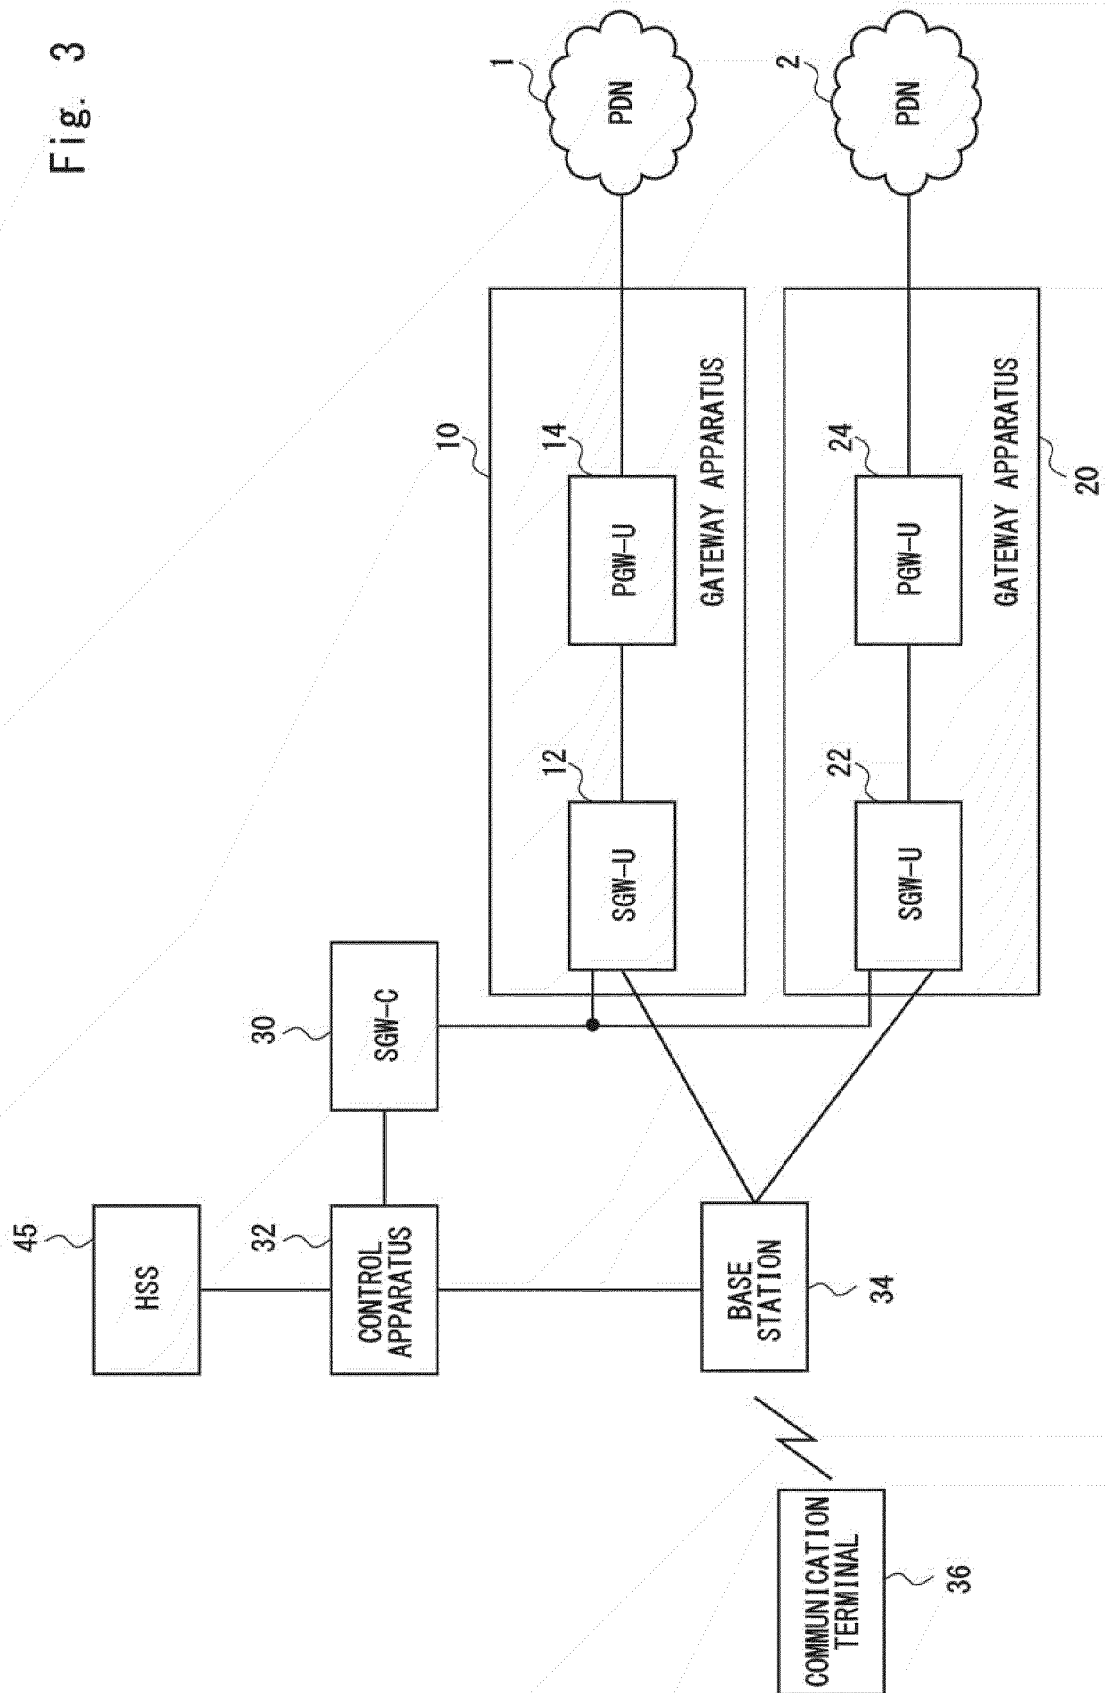 Fig. 3
45
HSS
32
CONTROL
APPARATUS
30
SGW-C
10
12
SGW-U
14
PGW-U
GATEWAY APPARATUS
1
PDN
36
COMMUNICATION
TERMINAL
34
BASE
STATION
20
22
SGW-U
24
PGW-U
GATEWAY APPARATUS
2
PDN